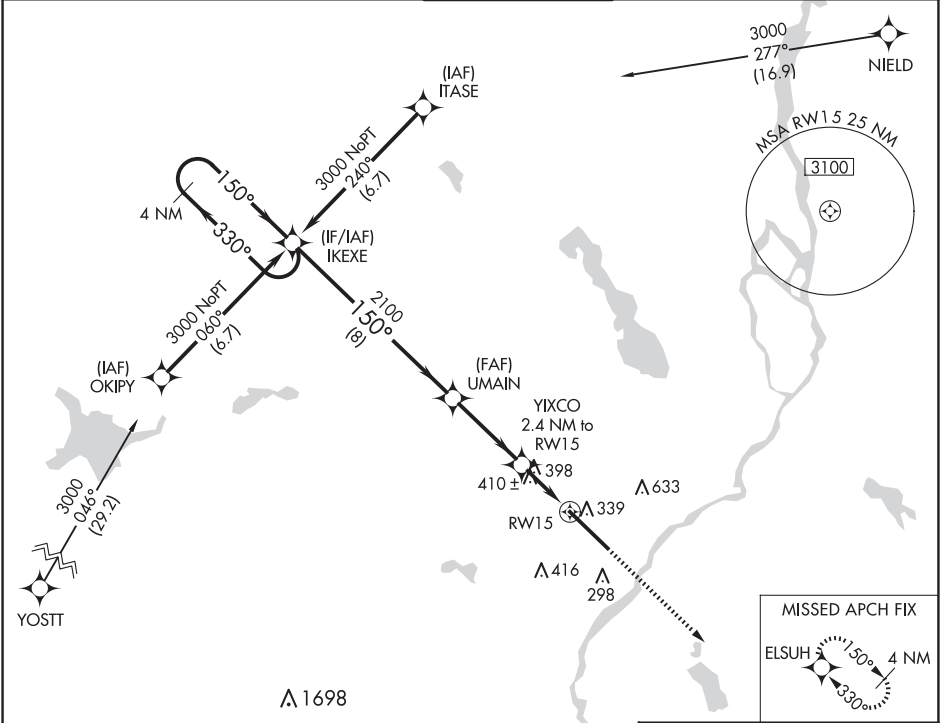 3000
277°
(16.9)
NIELD
MSA RW15 25 NM
3100
(IAF)
ITASE
3000 NoPT
240°
(6.7)
150°
4 NM
330°
(IF/IAF)
IKEXE
3000 NoPT
060°
(6.7)
(IAF)
OKIPY
2100
150°
(8)
(FAF)
UMAIN
YIXCO
2.4 NM to
RW15
398
410 ±
633
339
RW15
416
298
3000
046°
(29.2)
YOSTT
1698
MISSED APCH FIX
ELSUH
150°
4 NM
330°